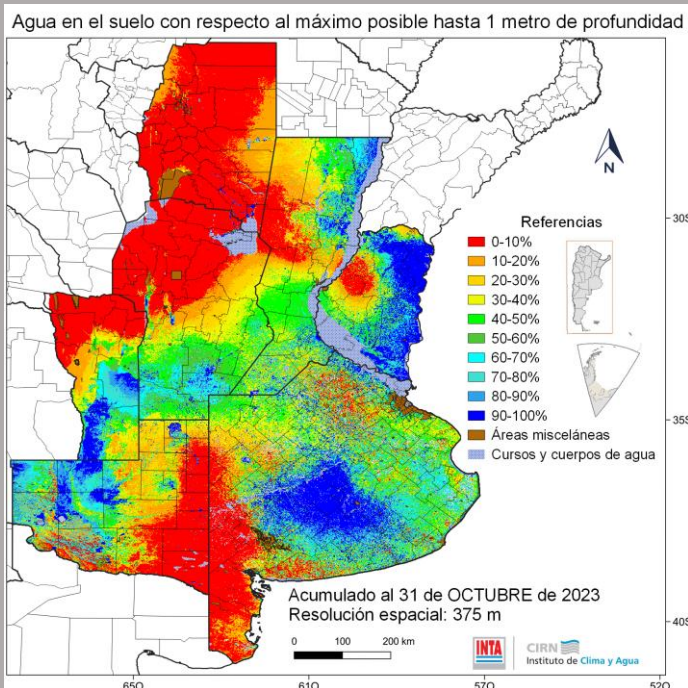 Agua en el suelo con respecto al máximo posible hasta 1 metro de profundidad
N
30S
Referencias
0-10%
10-20%
20-30%
30-40%
40-50%
50-60%
60-70%
70-80%
80-90%
90-100%
Áreas misceláneas
Cursos y cuerpos de agua
35S
Acumulado al 31 de OCTUBRE de 2023
Resolución espacial: 375 m
0 100 200 km
40S
INTA
CIRN
Instituto de Clima y Agua
65O 61O 57O 52O